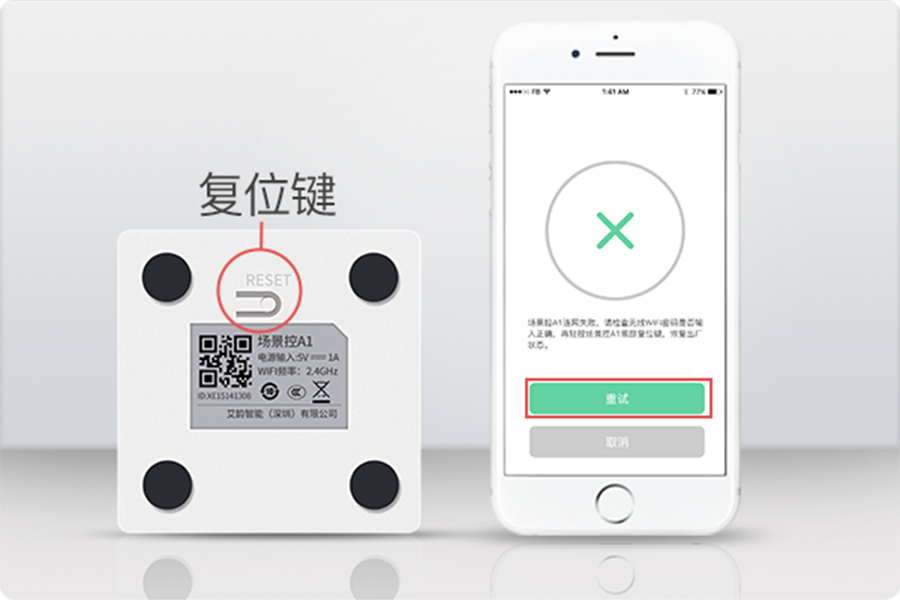 复位键
RESET
场景控A1
电源输入:5V 1A
WIFI频率：2.4GHz
ID:XE15141308
艾韵智能（深圳）有限公司
FB 1:41 AM 77%
场景控A1连网失败，请检查无线WIFI密码是否输
入正确，再轻按场景控A1底部复位键，恢复出厂
状态。
重试
取消